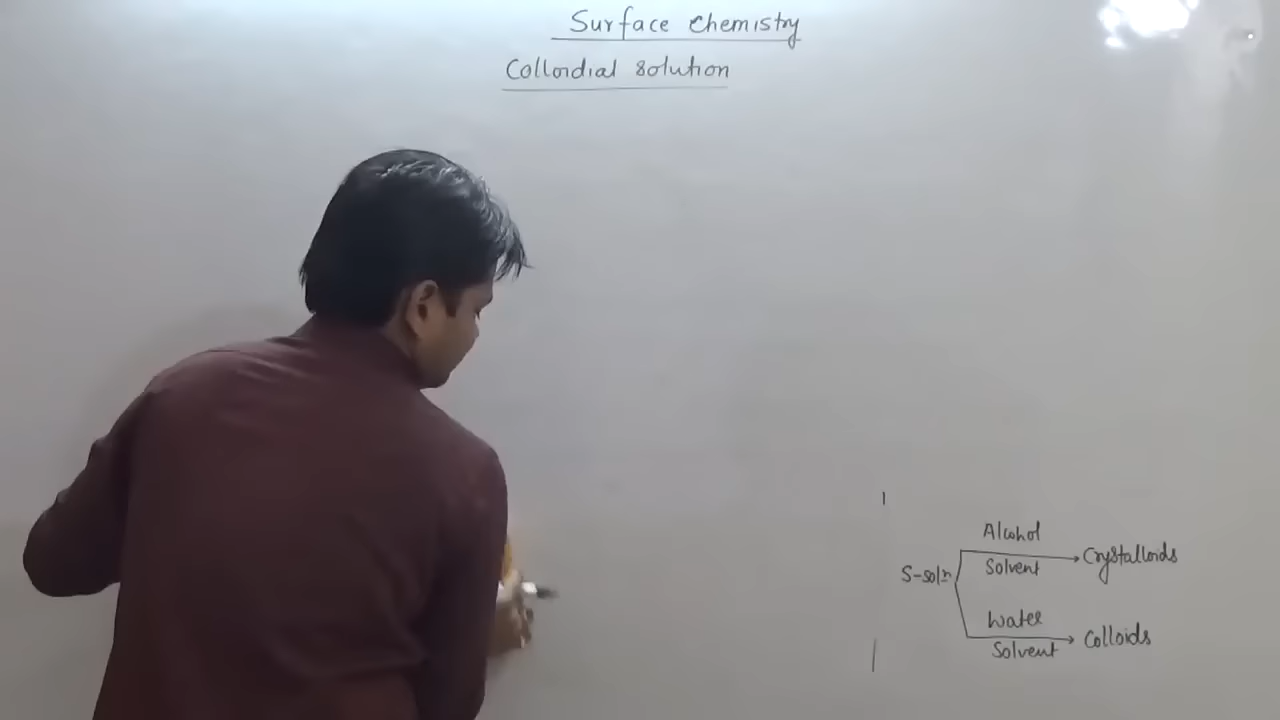 Surface Chemistry
Colloidial Solution
Alcohol
S-solⁿ
Solvent
Crystalloids
Water
Solvent
Colloids